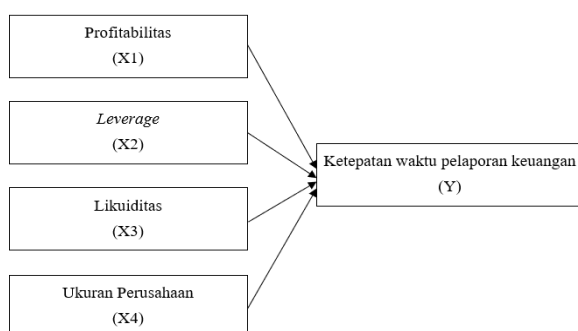 Profitabilitas
(X1)
Leverage
(X2)
Likuiditas
(X3)
Ukuran Perusahaan
(X4)
Ketepatan waktu pelaporan keuangan
(Y)